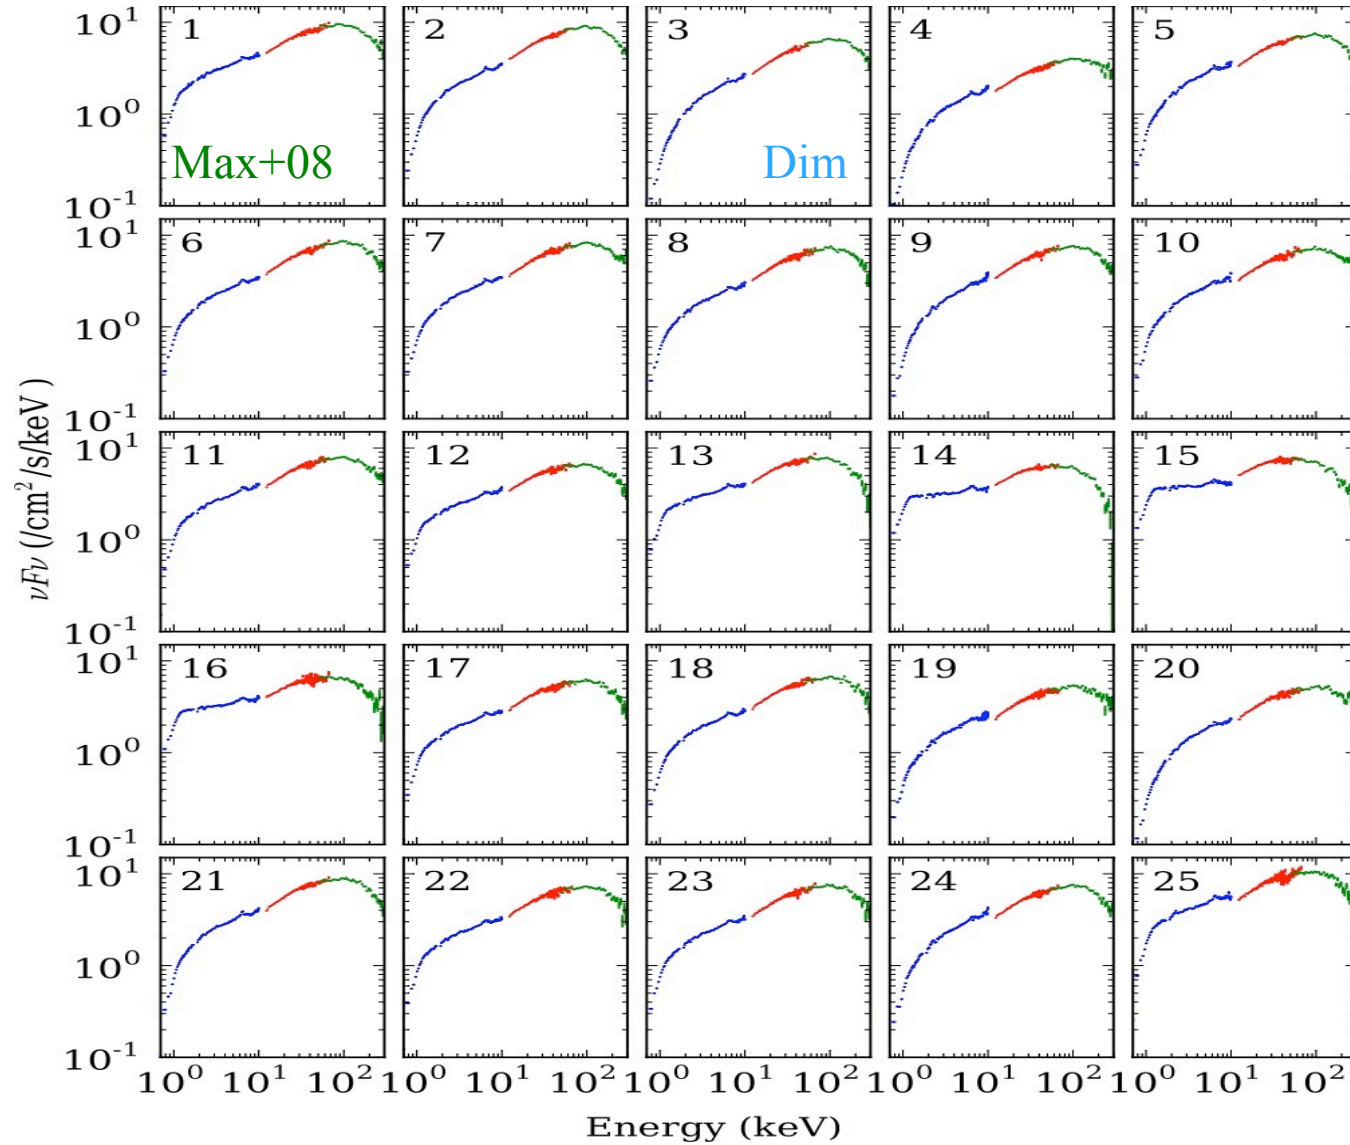 10¹ 1 2 3 4 5
10⁰
Max+08 Dim
10⁻¹
10¹ 6 7 8 9 10
10⁰
10⁻¹
10¹ 11 12 13 14 15
10⁰
10⁻¹
νFν (/cm²/s/keV)
10¹ 16 17 18 19 20
10⁰
10⁻¹
10¹ 21 22 23 24 25
10⁰
10⁻¹
10⁰ 10¹ 10² 10⁰ 10¹ 10² 10⁰ 10¹ 10² 10⁰ 10¹ 10² 10⁰ 10¹ 10²
Energy (keV)